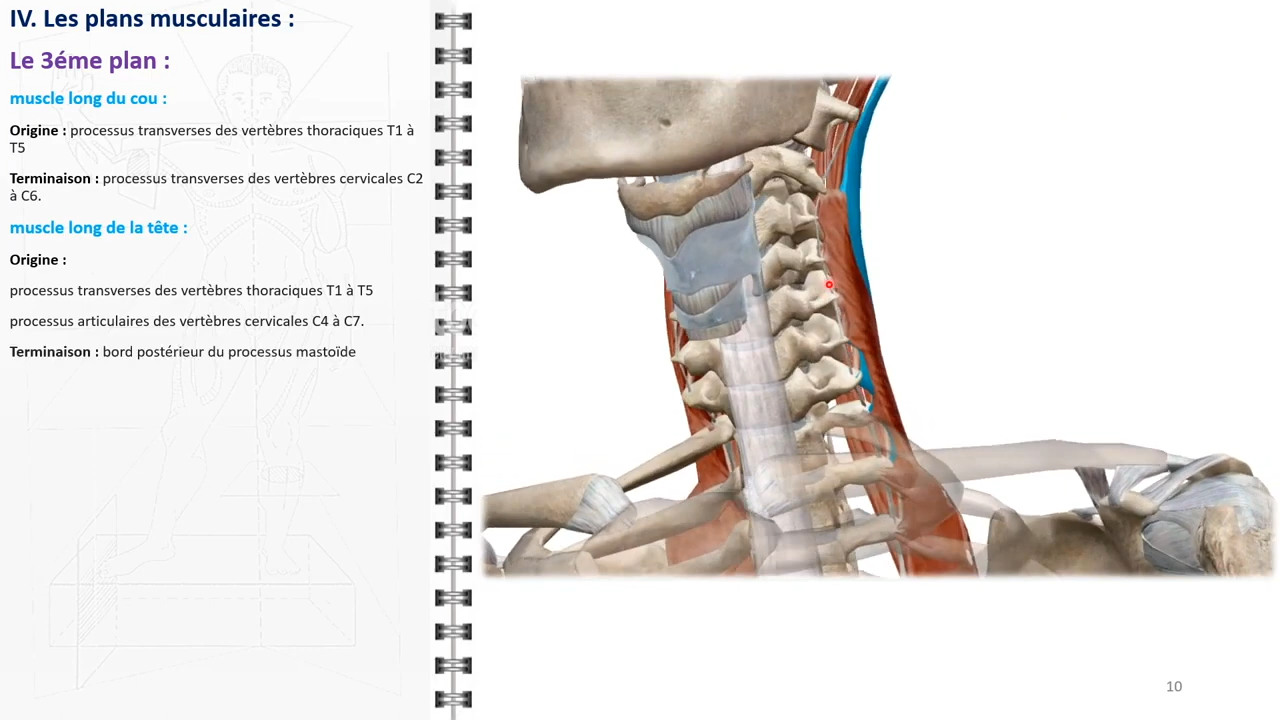 IV. Les plans musculaires :
Le 3éme plan :
muscle long du cou :
Origine : processus transverses des vertèbres thoraciques T1 à
T5
Terminaison : processus transverses des vertèbres cervicales C2
à C6.
muscle long de la tête :
Origine :
processus transverses des vertèbres thoraciques T1 à T5
processus articulaires des vertèbres cervicales C4 à C7.
Terminaison : bord postérieur du processus mastoïde
10